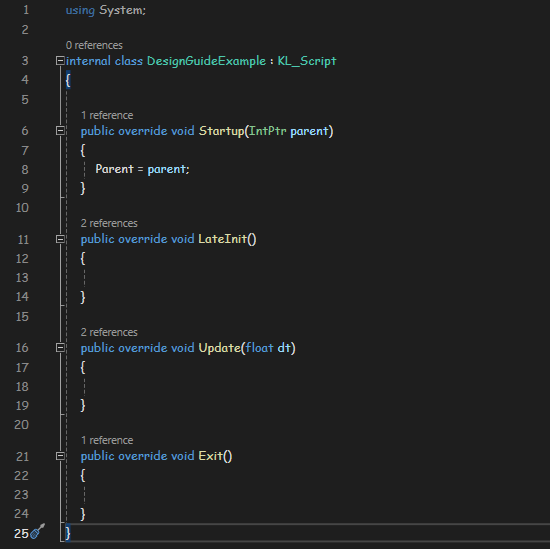 1 using System;
2
0 references
3 internal class DesignGuideExample : KL_Script
4 {
5
1 reference
6 public override void Startup(IntPtr parent)
7 {
8 Parent = parent;
9 }
10
2 references
11 public override void LateInit()
12 {
13
14 }
15
2 references
16 public override void Update(float dt)
17 {
18
19 }
20
1 reference
21 public override void Exit()
22 {
23
24 }
25 }